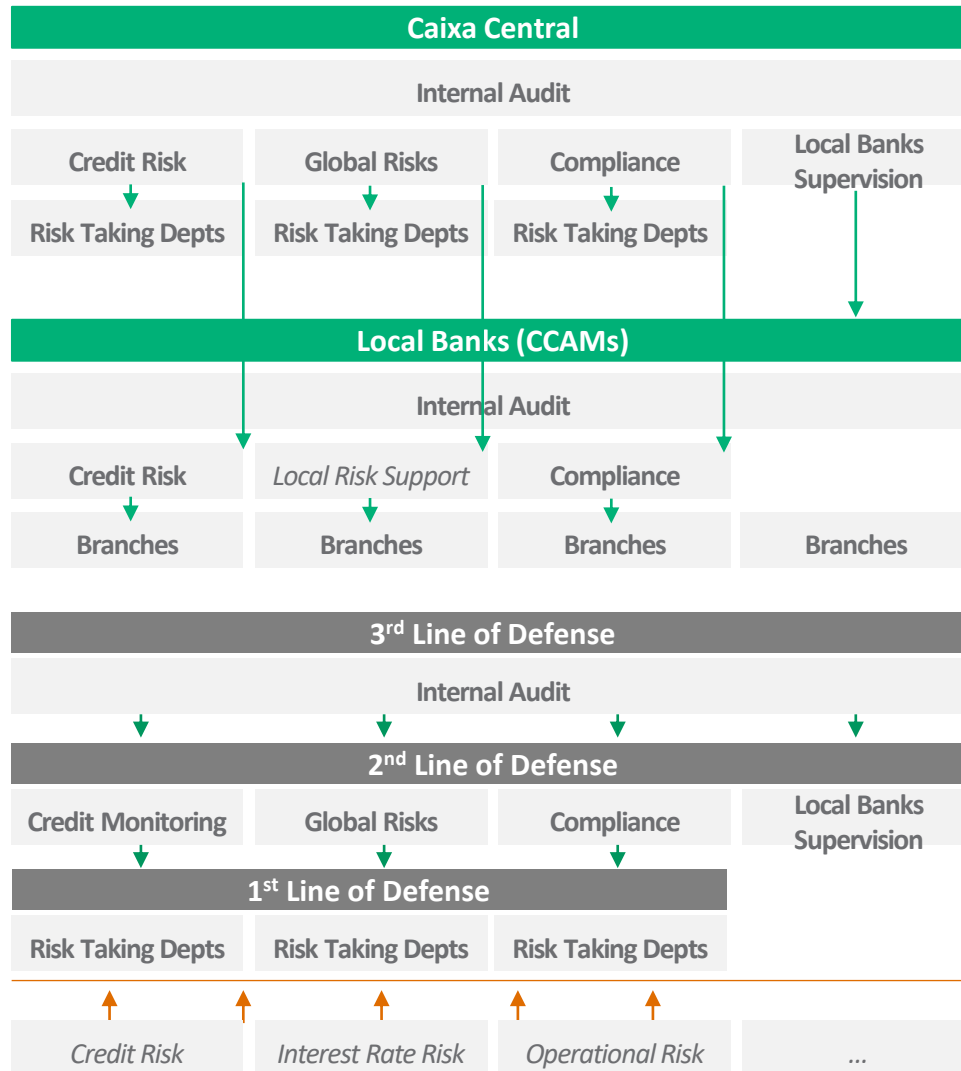 Caixa Central
Internal Audit
Credit Risk Global Risks Compliance Local Banks
Supervision
Risk Taking Depts Risk Taking Depts Risk Taking Depts
Local Banks (CCAMs)
Internal Audit
Credit Risk Local Risk Support Compliance
Branches Branches Branches Branches
3rd Line of Defense
Internal Audit
2nd Line of Defense
Credit Monitoring Global Risks Compliance Local Banks
Supervision
1st Line of Defense
Risk Taking Depts Risk Taking Depts Risk Taking Depts
Credit Risk Interest Rate Risk Operational Risk ...